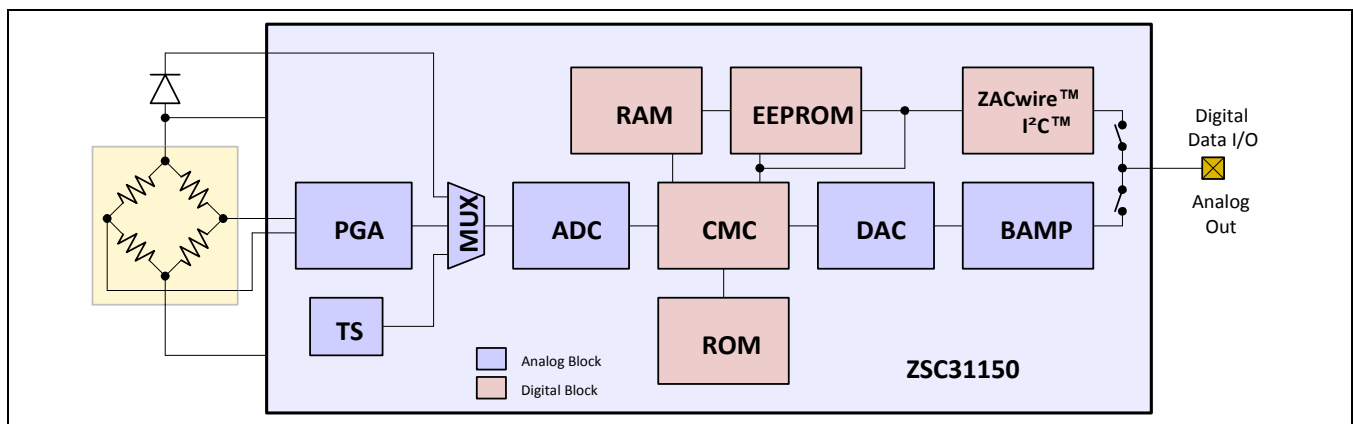 RAM
EEPROM
ZACwire™
I²C™
Digital
Data I/O
PGA
MUX
ADC
CMC
DAC
BAMP
Analog
Out
TS
ROM
Analog Block
Digital Block
ZSC31150